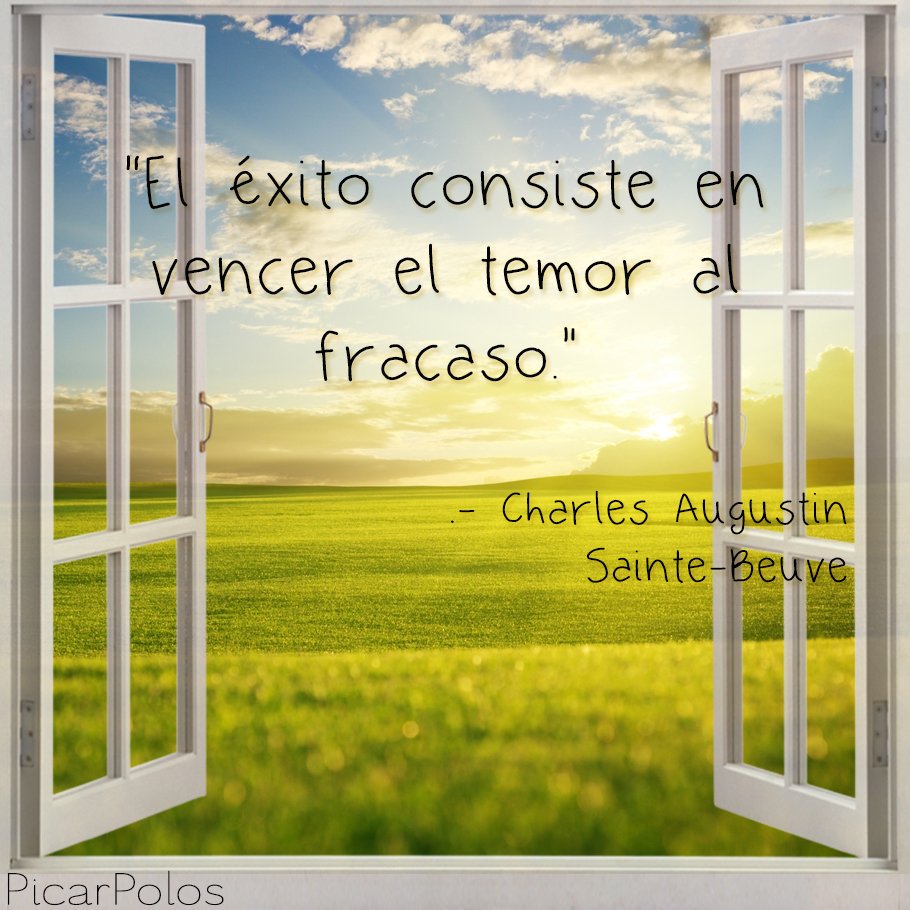 "El éxito consiste en
vencer el temor al
fracaso."
.- Charles Augustin
Sainte-Beuve
PicarPolos